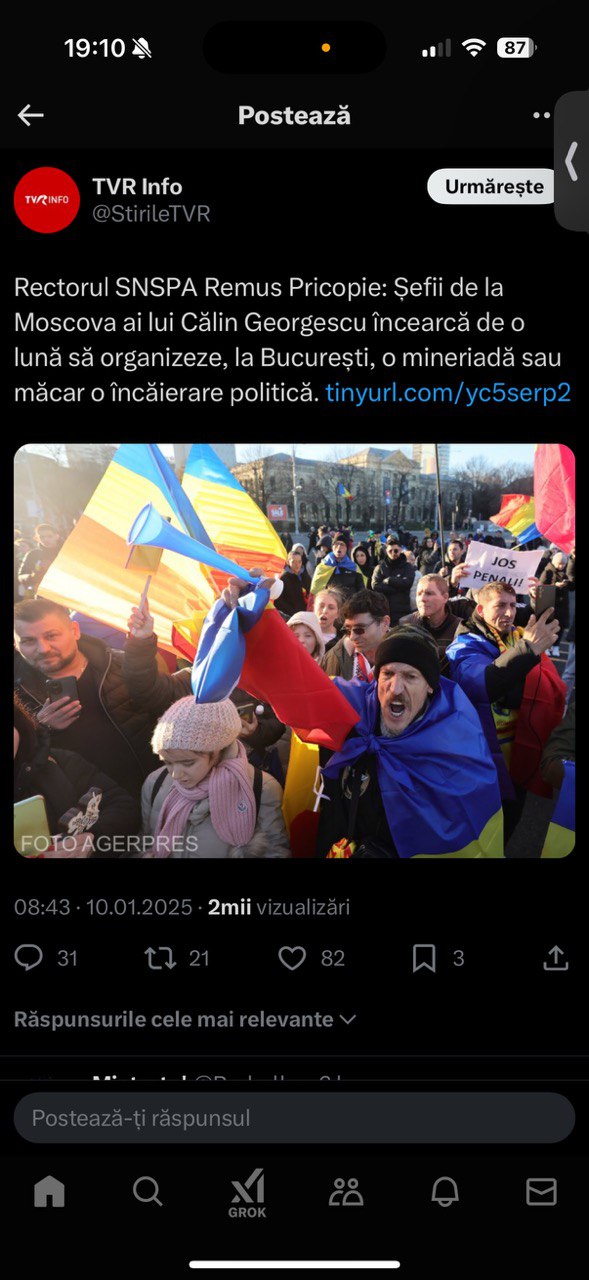 19:10
87
Postează
TVR INFO
TVR Info
@StirileTVR
Urmărește
Rectorul SNSPA Remus Pricopie: Șefii de la
Moscova ai lui Călin Georgescu încearcă de o
lună să organizeze, la București, o mineriadă sau
măcar o încăierare politică. tinyurl.com/yc5serp2
JOS
PENALI!
FOTO AGERPRES
08:43 · 10.01.2025 · 2mii vizualizări
31
21
82
3
Răspunsurile cele mai relevante
Postează-ți răspunsul
GROK